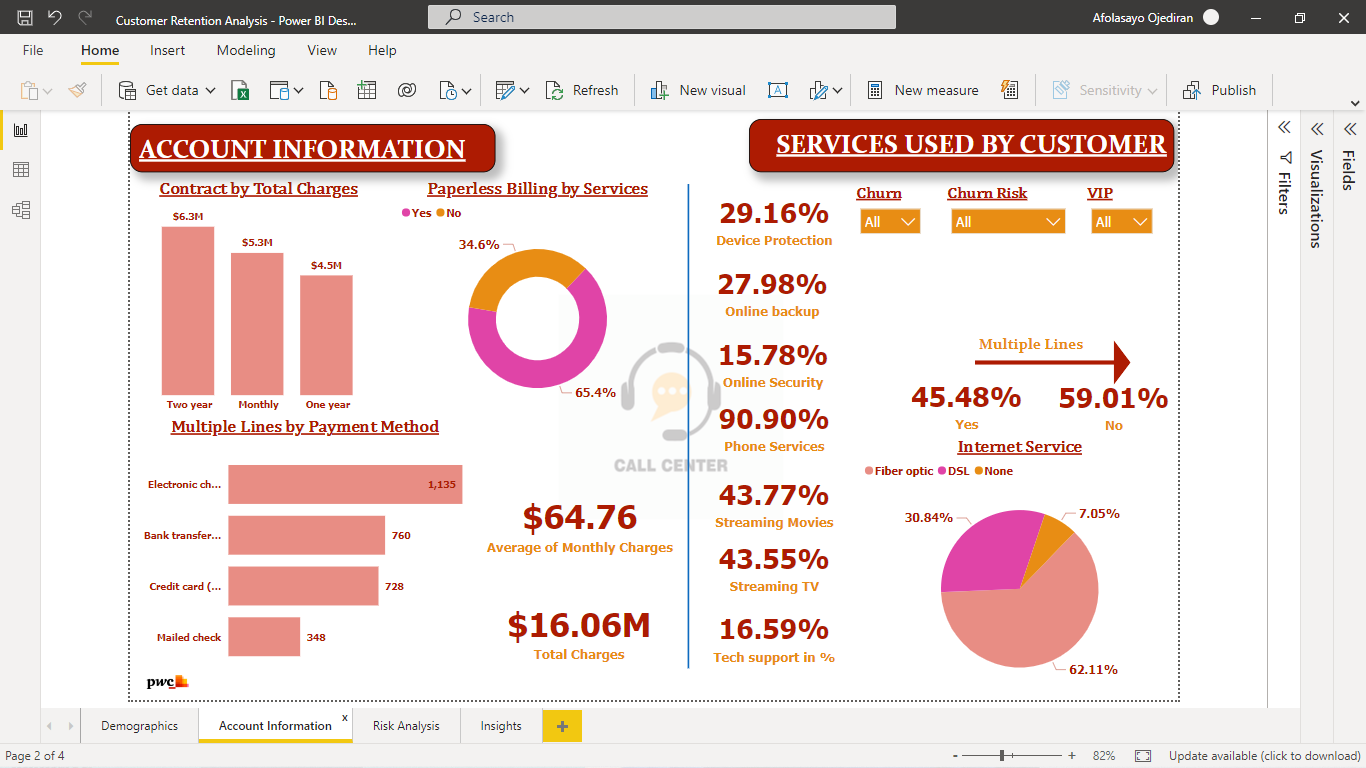 Customer Retention Analysis - Power BI Des...
Search
Afolasayo Ojediran
File Home Insert Modeling View Help
Get data
Refresh
New visual
New measure
Sensitivity
Publish
ACCOUNT INFORMATION
SERVICES USED BY CUSTOMER
Contract by Total Charges
$6.3M
$5.3M
$4.5M
Two year Monthly One year
Paperless Billing by Services
Yes No
34.6%
65.4%
Multiple Lines by Payment Method
Electronic ch... 1,135
Bank transfer... 760
Credit card (... 728
Mailed check 348
pwc
$64.76
Average of Monthly Charges
$16.06M
Total Charges
CALL CENTER
29.16%
Device Protection
27.98%
Online backup
15.78%
Online Security
90.90%
Phone Services
43.77%
Streaming Movies
43.55%
Streaming TV
16.59%
Tech support in %
Churn Churn Risk VIP
All All All
Multiple Lines
45.48% 59.01%
Yes No
Internet Service
Fiber optic DSL None
30.84%
7.05%
62.11%
Filters
Visualizations
Fields
Demographics Account Information x Risk Analysis Insights +
Page 2 of 4
- + 82% Update available (click to download)